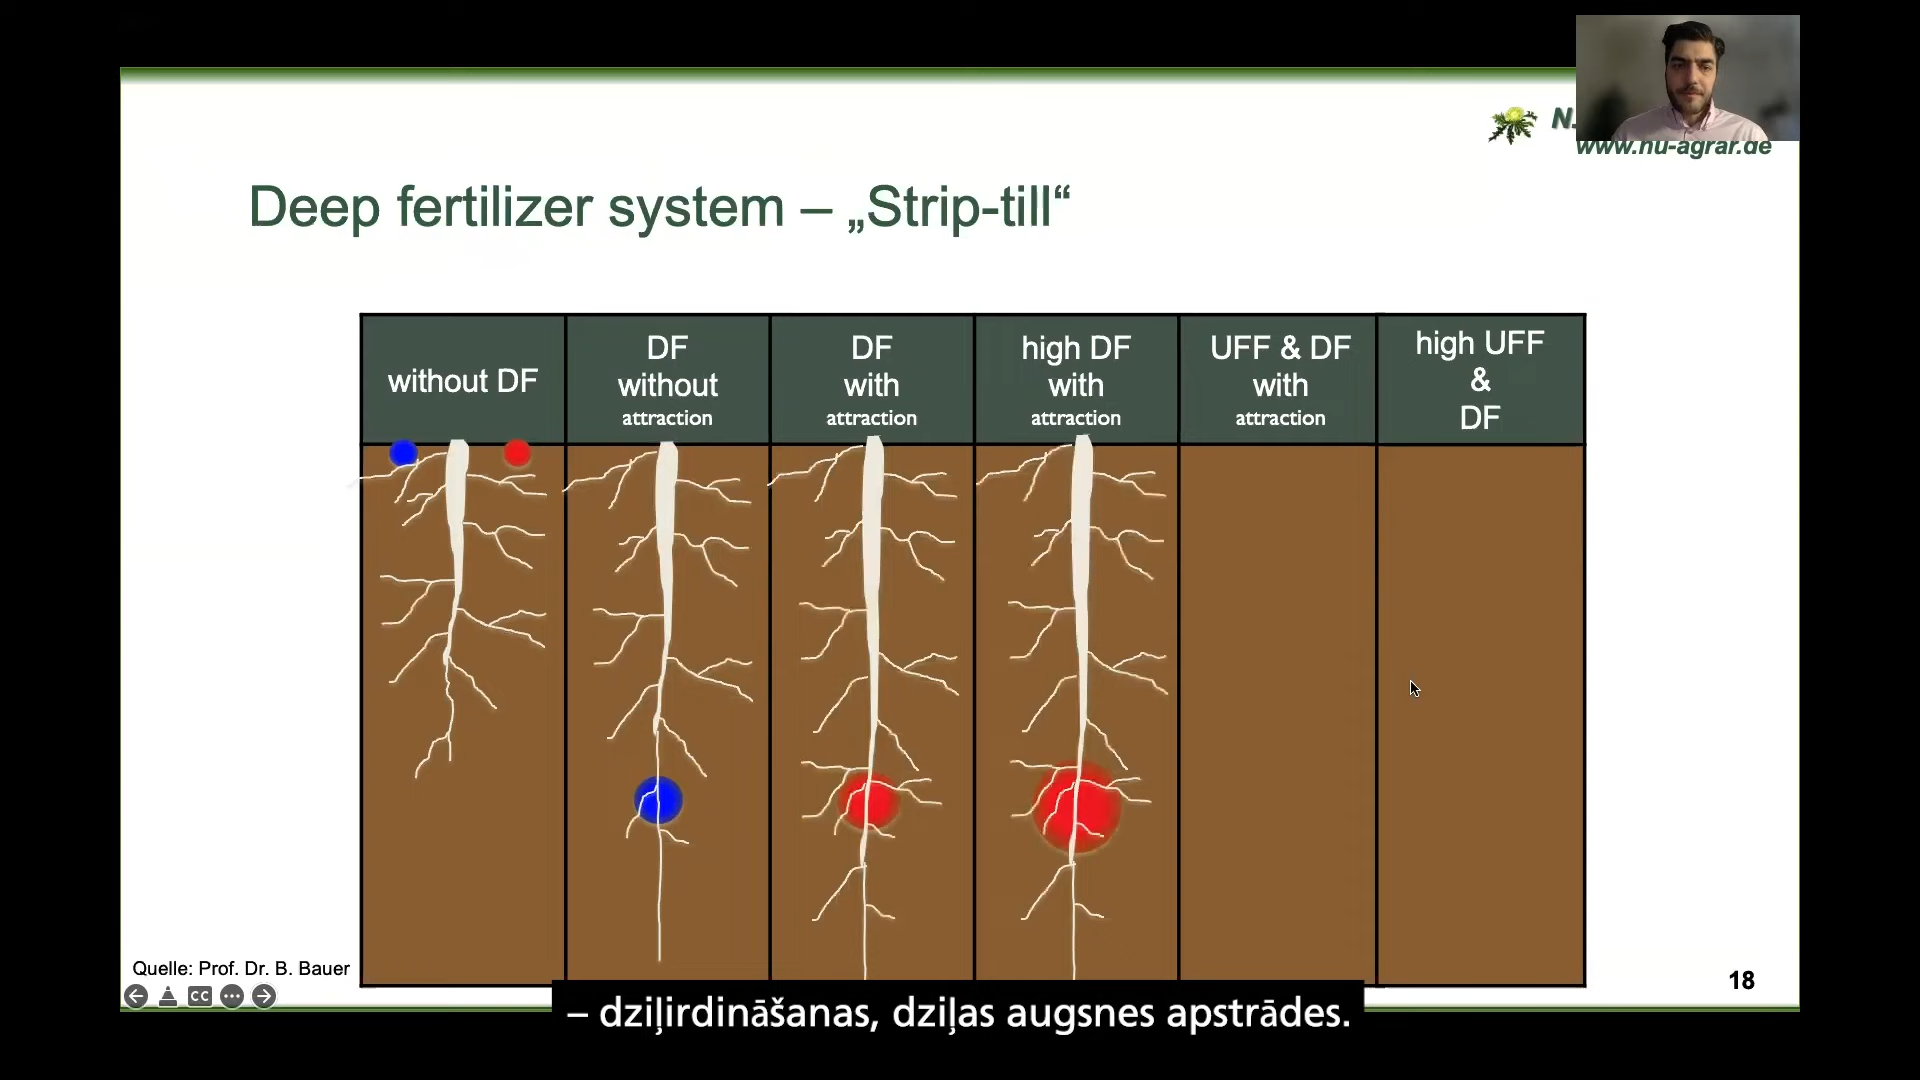 N.
www.nu-agrar.de
Deep fertilizer system – „Strip-till“
without DF
DF
without
attraction
DF
with
attraction
high DF
with
attraction
UFF & DF
with
attraction
high UFF
&
DF
Quelle: Prof. Dr. B. Bauer
CC
18
– dziļirdināšanas, dziļas augsnes apstrādes.